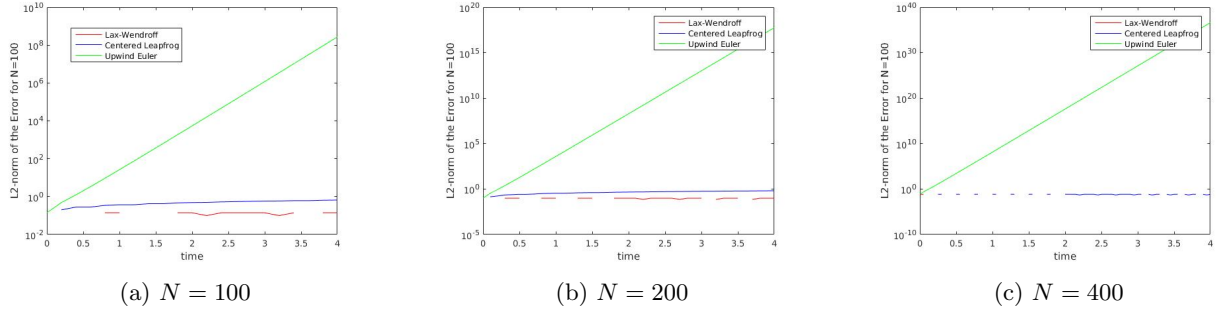 10^10
10^8
10^6
10^4
10^2
10^0
10^-2
L2-norm of the Error for N=100
Lax-Wendroff
Centered Leapfrog
Upwind Euler
0 0.5 1 1.5 2 2.5 3 3.5 4
time
(a) N = 100
10^20
10^15
10^10
10^5
10^0
10^-5
L2-norm of the Error for N=100
Lax-Wendroff
Centered Leapfrog
Upwind Euler
0 0.5 1 1.5 2 2.5 3 3.5 4
time
(b) N = 200
10^40
10^30
10^20
10^10
10^0
10^-10
L2-norm of the Error for N=100
Lax-Wendroff
Centered Leapfrog
Upwind Euler
0 0.5 1 1.5 2 2.5 3 3.5 4
time
(c) N = 400